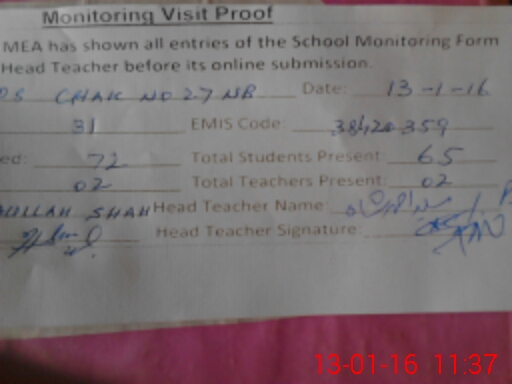 Monitoring Visit Proof
MEA has shown all entries of the School Monitoring Form
Head Teacher before its online submission.
PS CHAK NO 27 NB Date: 13-1-16
31 EMIS Code: 38420359
ed: 72 Total Students Present: 65
02 Total Teachers Present: 02
ULLAH SHAH Head Teacher Name:
Head Teacher Signature:
13-01-16 11:37